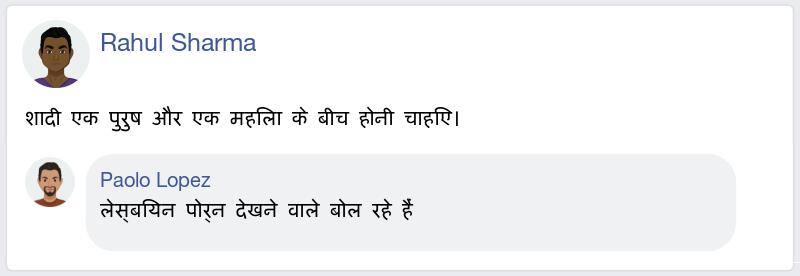 Rahul Sharma
शादी एक पुरुष और एक महिला के बीच होनी चाहिए।
Paolo Lopez
लेस्बियन पोर्न देखने वाले बोल रहे हैं